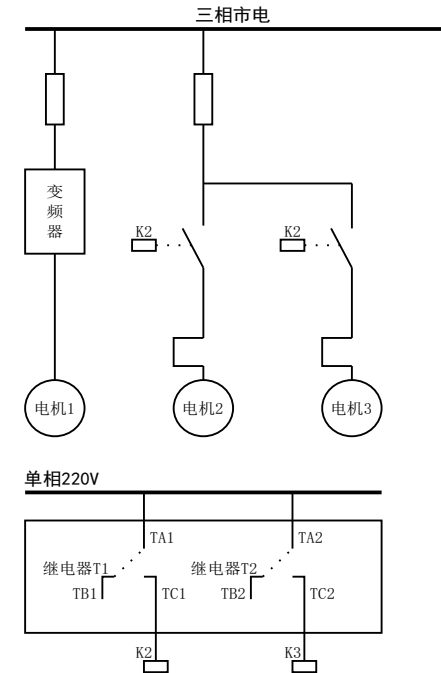 三相市电
变
频
器
K2
K2
电机1
电机2
电机3
单相220V
TA1
TA2
继电器T1
继电器T2
TB1
TC1
TB2
TC2
K2
K3